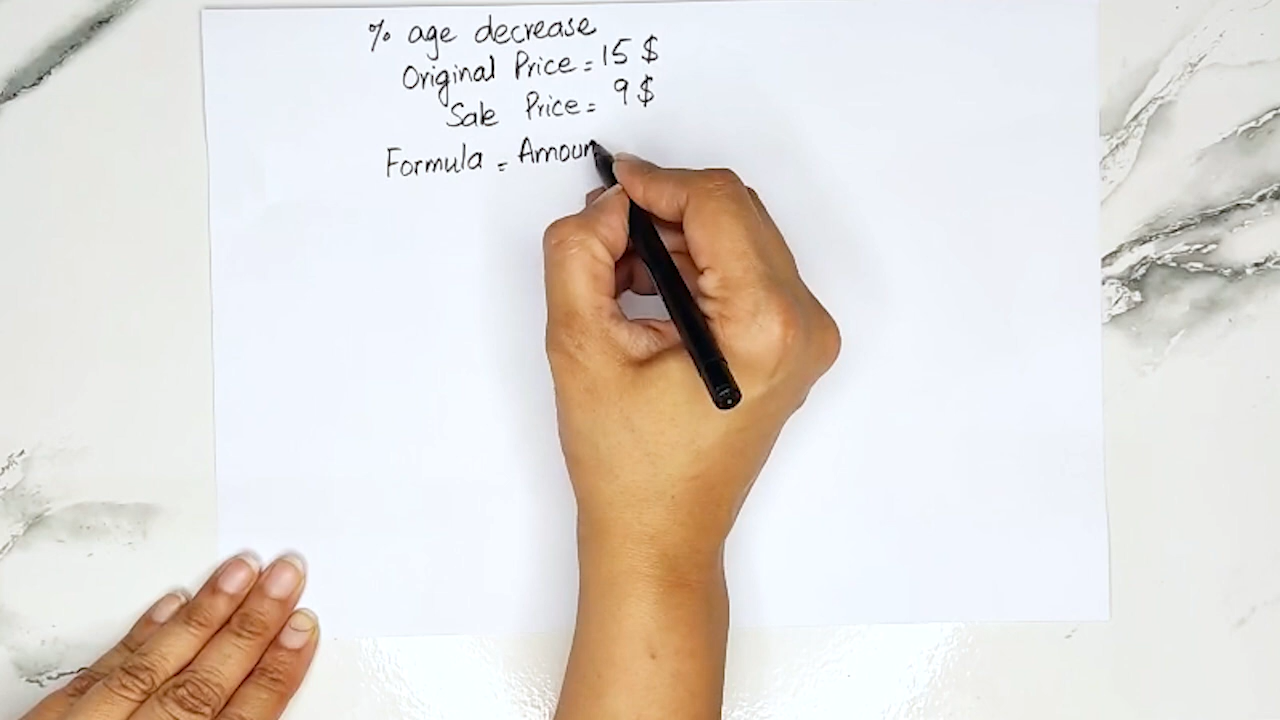 % age decrease
Original Price = 15 $
Sale Price = 9 $
Formula = Amoun